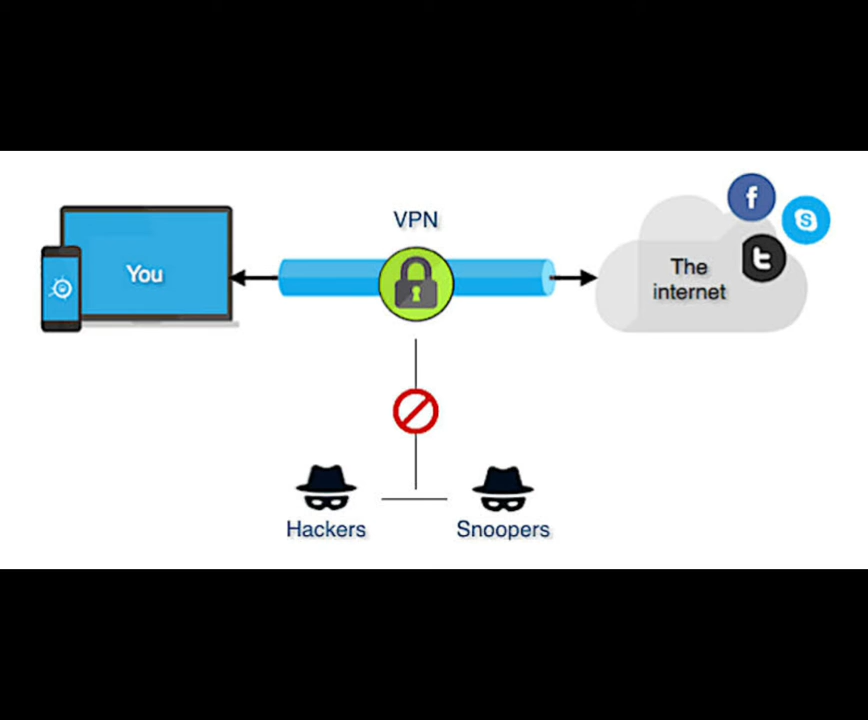 VPN
You
The
internet
f
S
t
Hackers
Snoopers